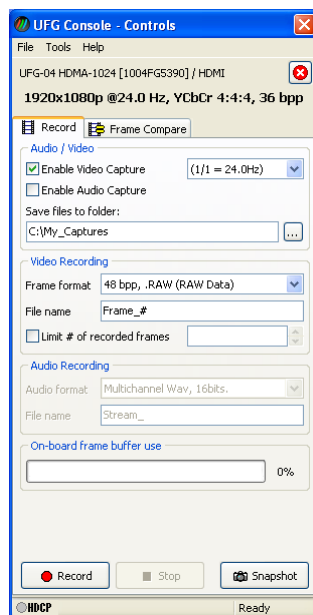 UFG Console - Controls
File Tools Help
UFG-04 HDMA-1024 [1004FG5390] / HDMI
1920x1080p @24.0 Hz, YCbCr 4:4:4, 36 bpp
Record Frame Compare
Audio / Video
Enable Video Capture (1/1 = 24.0Hz)
Enable Audio Capture
Save files to folder:
C:\My_Captures ...
Video Recording
Frame format 48 bpp, .RAW (RAW Data)
File name Frame_#
Limit # of recorded frames
Audio Recording
Audio format Multichannel Wav, 16bits.
File name Stream_
On-board frame buffer use
0%
Record Stop Snapshot
HDCP Ready